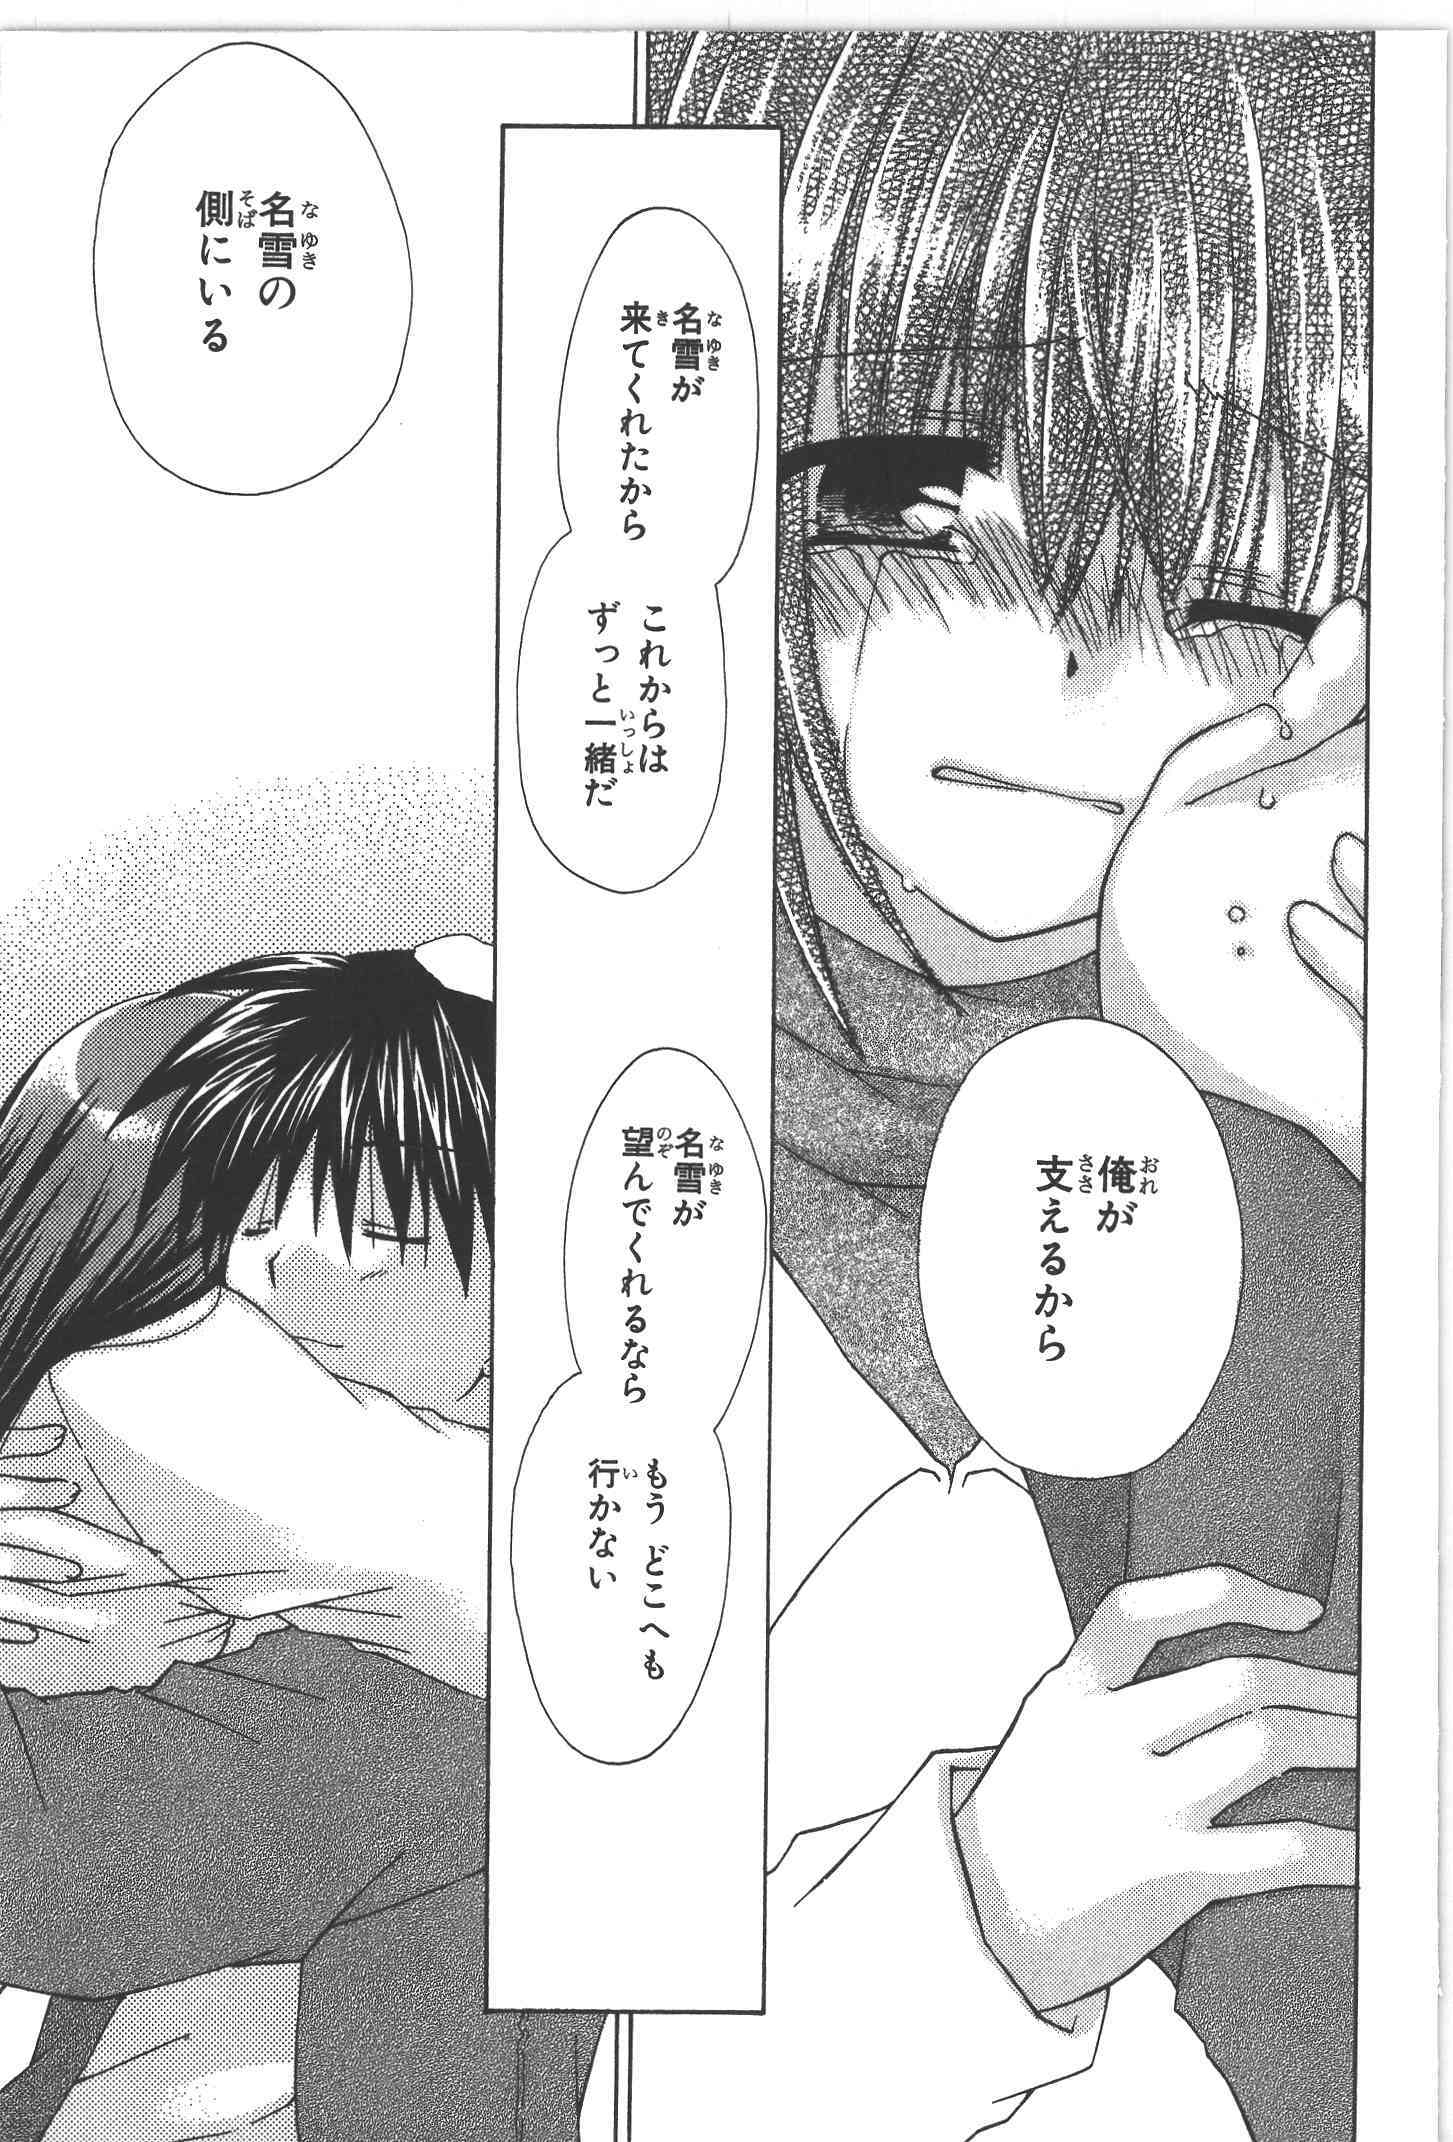 俺が
支えるから
名雪が
来てくれたから
これからは
ずっと一緒だ
名雪が
望んでくれるなら
もう どこへも
行かない
名雪の
側にいる